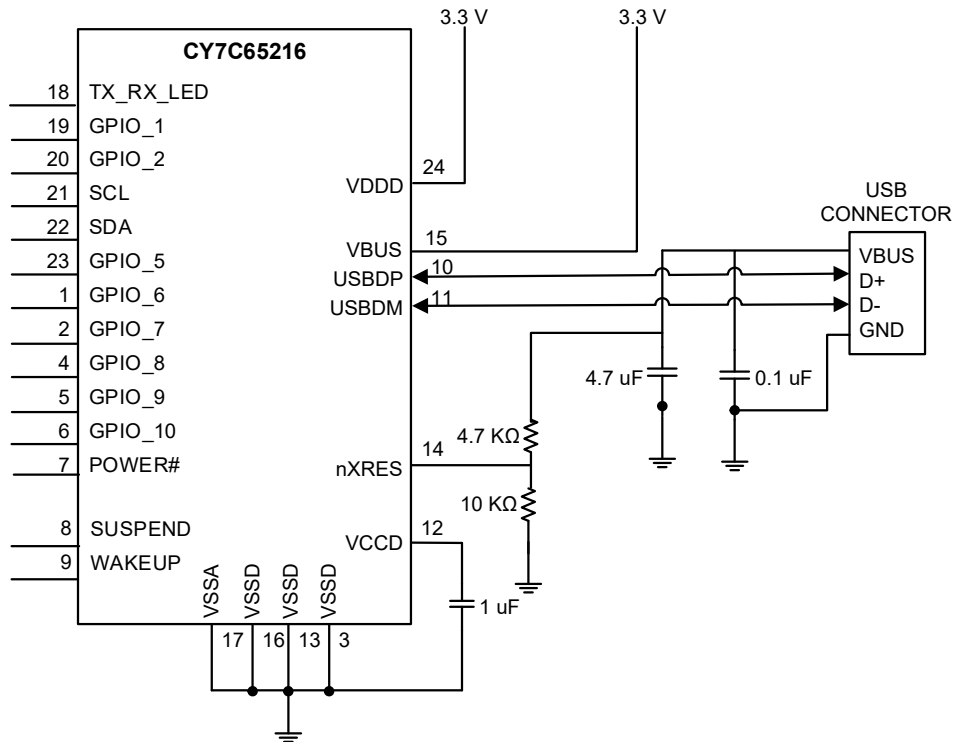 3.3 V
3.3 V
CY7C65216
18 TX_RX_LED
19 GPIO_1
20 GPIO_2
21 SCL
22 SDA
23 GPIO_5
1 GPIO_6
2 GPIO_7
4 GPIO_8
5 GPIO_9
6 GPIO_10
7 POWER#
8 SUSPEND
9 WAKEUP
VDDD 24
VBUS 15
USBDP 10
USBDM 11
nXRES 14
VCCD 12
VSSA
VSSD
VSSD
VSSD
17 16 13 3
4.7 KΩ
10 KΩ
1 uF
4.7 uF
0.1 uF
USB
CONNECTOR
VBUS
D+
D-
GND